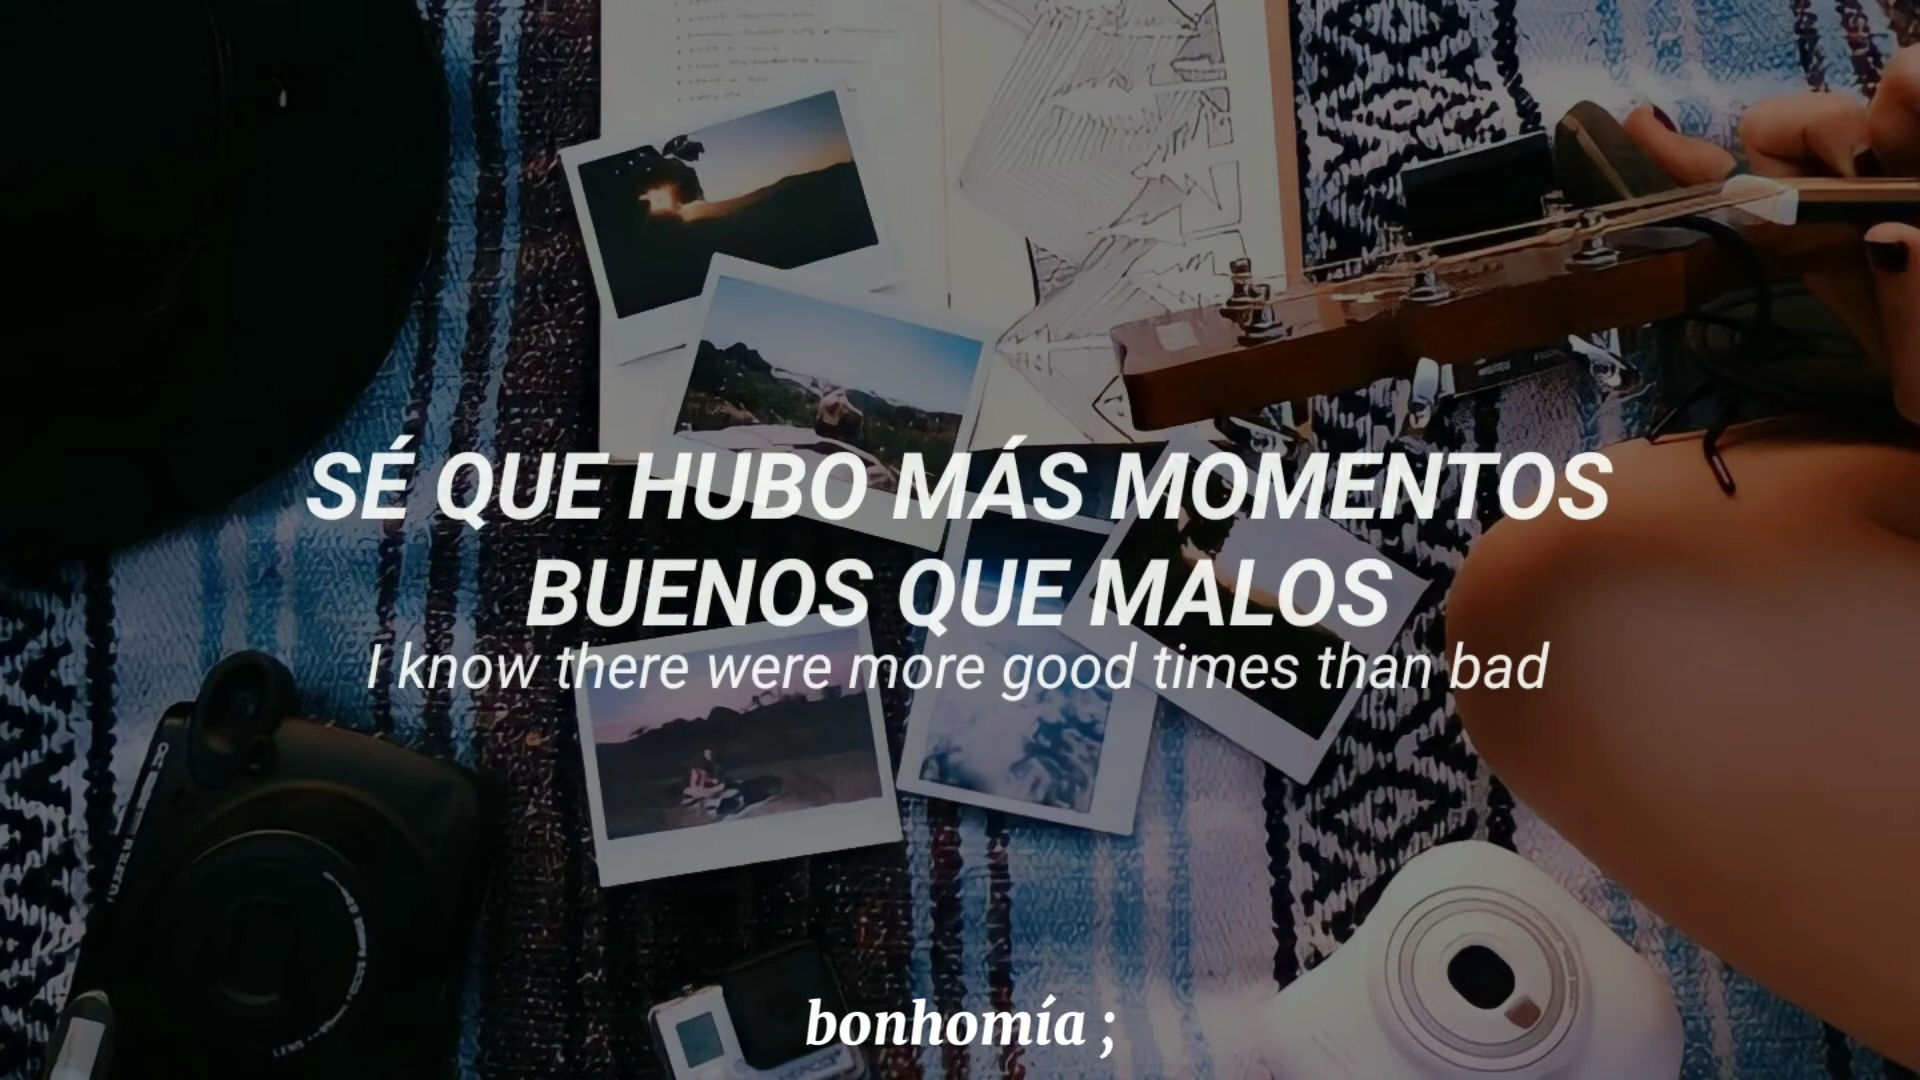 SÉ QUE HUBO MÁS MOMENTOS
BUENOS QUE MALOS
I know there were more good times than bad
bonhomía ;